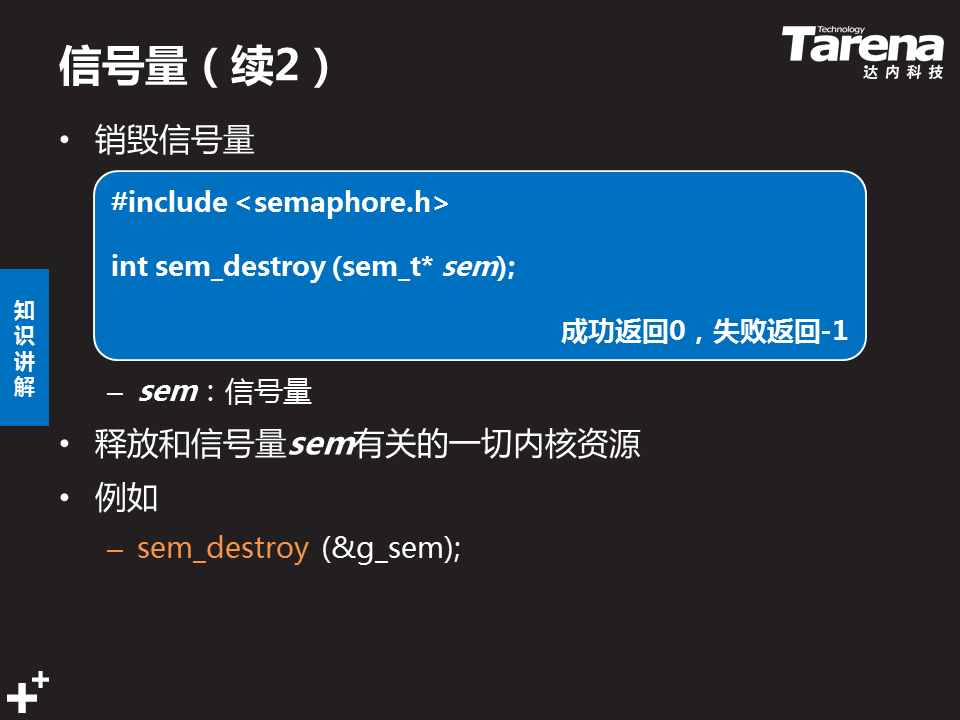 信号量（续2）
Technology
Tarena
达内科技
• 销毁信号量
#include <semaphore.h>
int sem_destroy (sem_t* sem);
成功返回0，失败返回-1
知识讲解
– sem：信号量
• 释放和信号量sem有关的一切内核资源
• 例如
– sem_destroy (&g_sem);